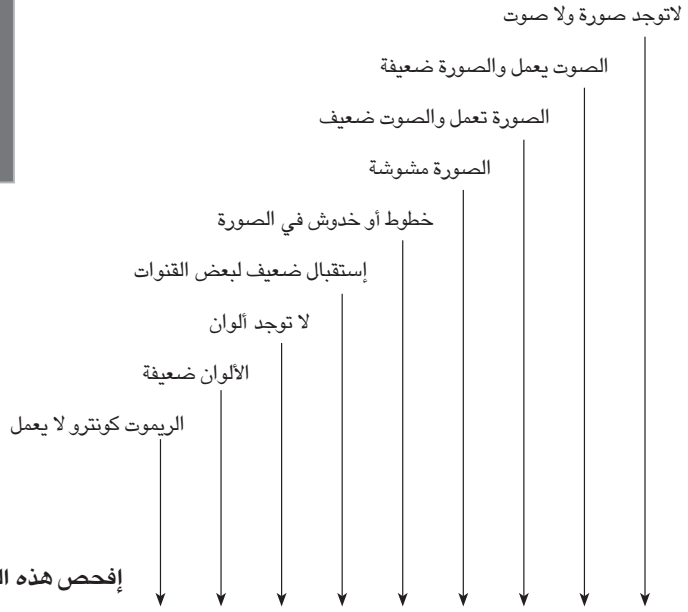 لاتوجد صورة ولا صوت
الصوت يعمل والصورة ضعيفة
الصورة تعمل والصوت ضعيف
الصورة مشوشة
خطوط أو خدوش في الصورة
إستقبال ضعيف لبعض القنوات
لا توجد ألوان
الألوان ضعيفة
الريموت كونترو لا يعمل
إفحص هذه